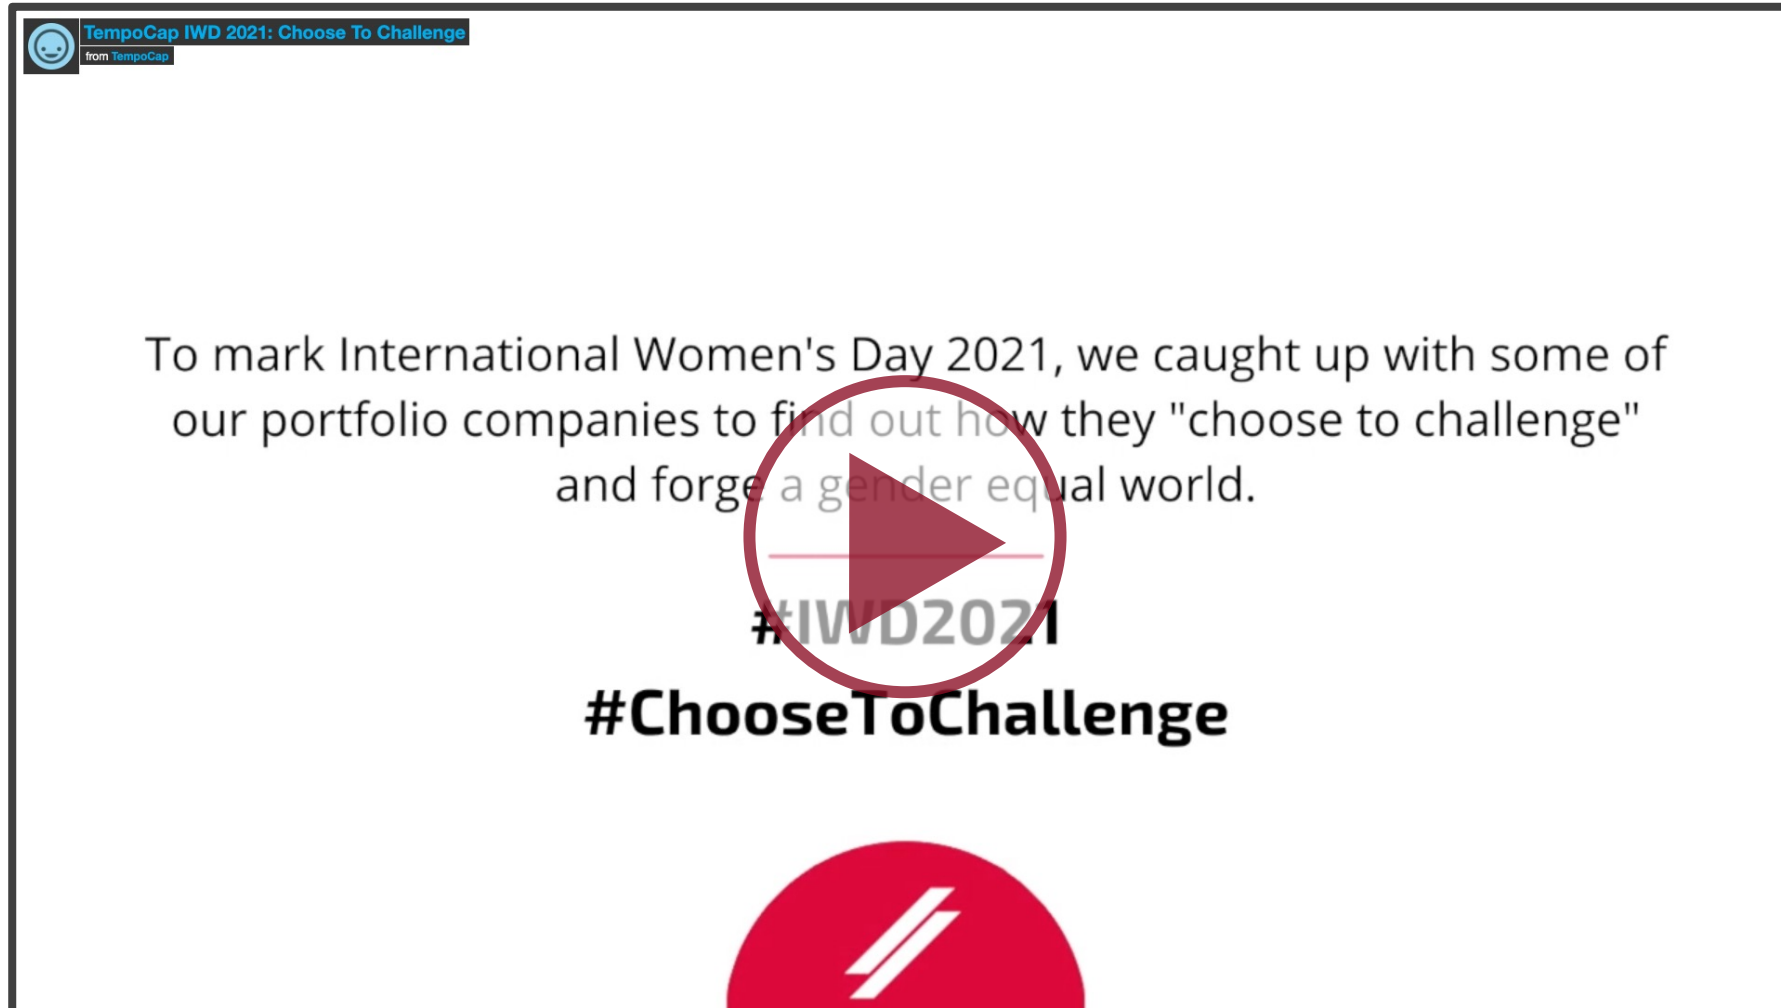 TempoCap IWD 2021: Choose To Challenge
from TempoCap
To mark International Women's Day 2021, we caught up with some of
our portfolio companies to find out how they "choose to challenge"
and forge a gender equal world.
#IWD2021
#ChooseToChallenge